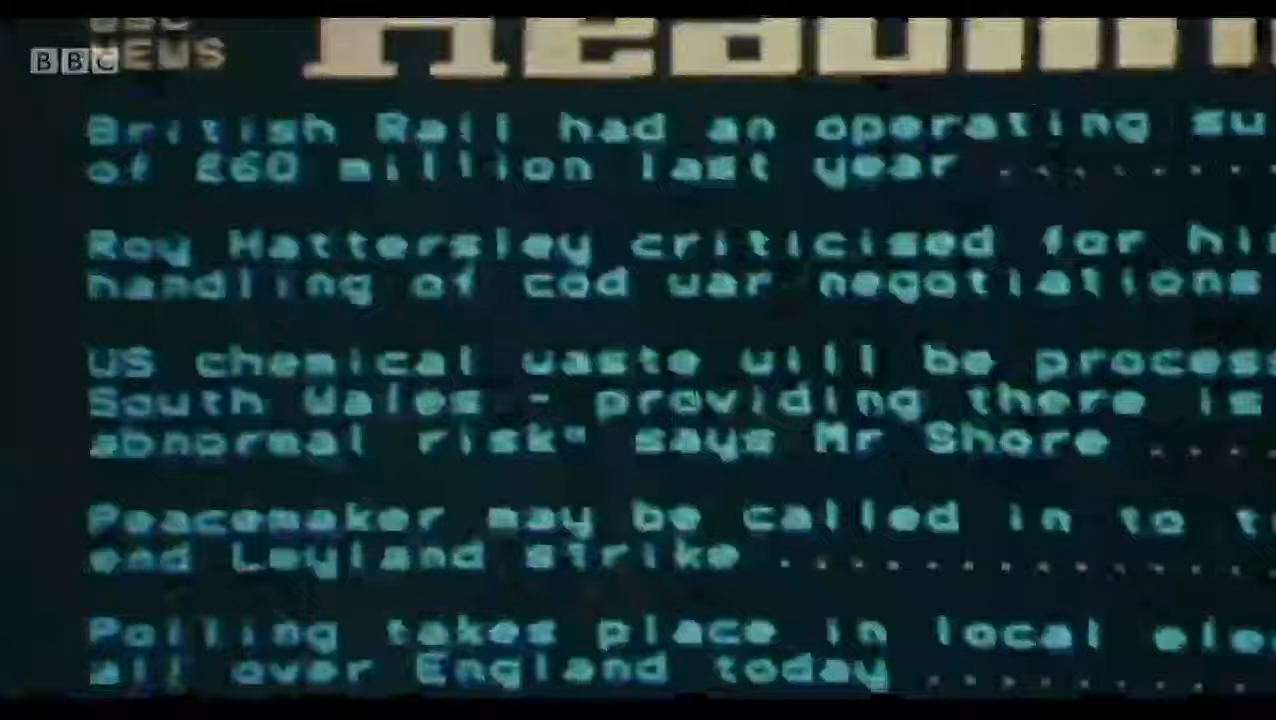 BBC
BBC
NEWS
British Rail had an operating su
of £60 million last year ........
Roy Hattersley criticised for hi
handling of cod war negotiations
US chemical waste will be process
South Wales - providing there is
abnormal risk" says Mr Shore ....
Peacemaker may be called in to t
end Leyland strike ..............
Polling takes place in local ele
all over England today ..........